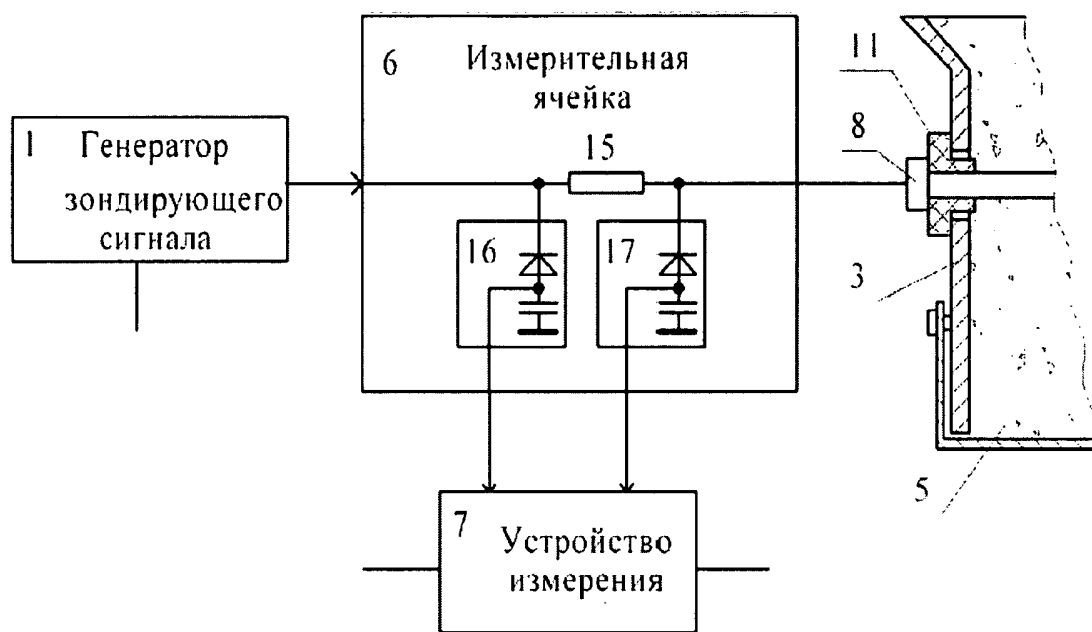 6 Измерительная
ячейка
11
8
1 Генератор
зондирующего
сигнала
15
16
17
3
5
7 Устройство
измерения